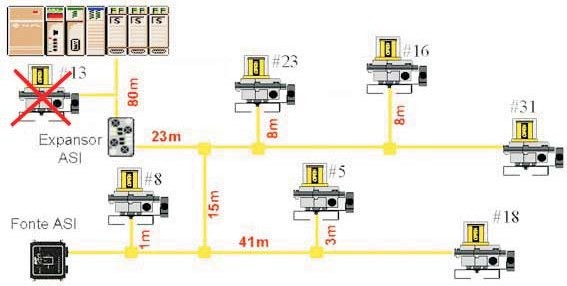 #13
80m
Expansor
ASI
23m
#23
8m
#16
8m
#31
#8
1m
15m
#5
3m
Fonte ASI
41m
#18